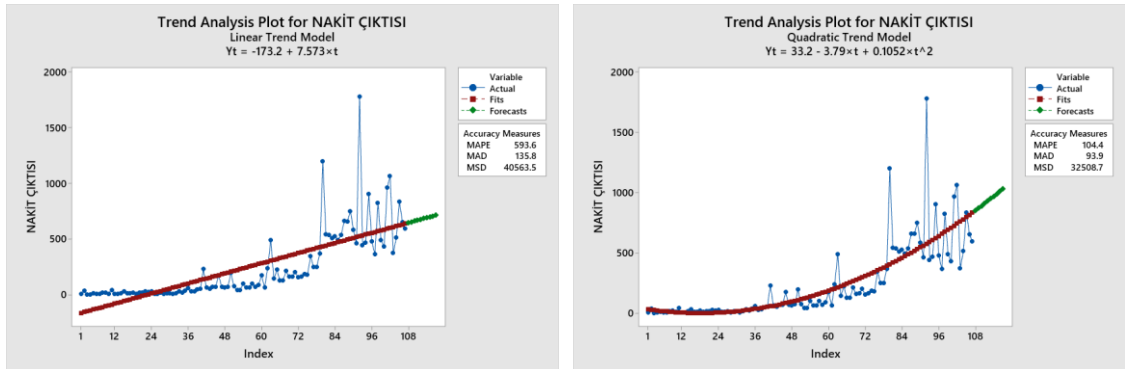 Trend Analysis Plot for NAKİT ÇIKTISI
Linear Trend Model
Yt = -173.2 + 7.573×t
Variable
Actual
Fits
Forecasts
Accuracy Measures
MAPE 593.6
MAD 135.8
MSD 40563.5
NAKİT ÇIKTISI
2000
1500
1000
500
0
1 12 24 36 48 60 72 84 96 108
Index
Trend Analysis Plot for NAKİT ÇIKTISI
Quadratic Trend Model
Yt = 33.2 - 3.79×t + 0.1052×t^2
Variable
Actual
Fits
Forecasts
Accuracy Measures
MAPE 104.4
MAD 93.9
MSD 32508.7
NAKİT ÇIKTISI
2000
1500
1000
500
0
1 12 24 36 48 60 72 84 96 108
Index